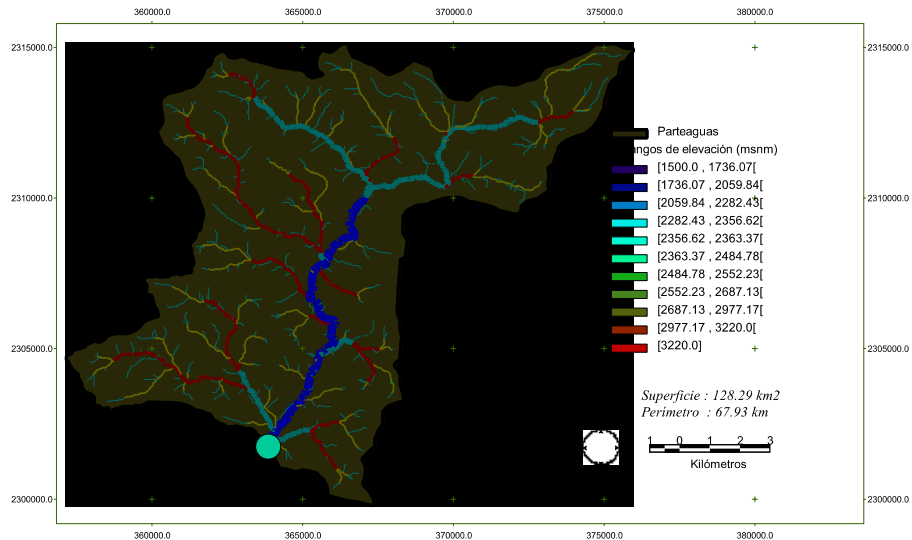 360000.0 365000.0 370000.0 375000.0 380000.0
2315000.0 2315000.0
Parteaguas
angos de elevación (msnm)
[1500.0 , 1736.07[
[1736.07 , 2059.84[
2310000.0 2310000.0
[2059.84 , 2282.43[
[2282.43 , 2356.62[
[2356.62 , 2363.37[
[2363.37 , 2484.78[
[2484.78 , 2552.23[
[2552.23 , 2687.13[
[2687.13 , 2977.17[
[2977.17 , 3220.0[
2305000.0 [3220.0] 2305000.0
Superficie : 128.29 km2
Perímetro : 67.93 km
1 0 1 2 3
Kilómetros
2300000.0 2300000.0
360000.0 365000.0 370000.0 375000.0 380000.0